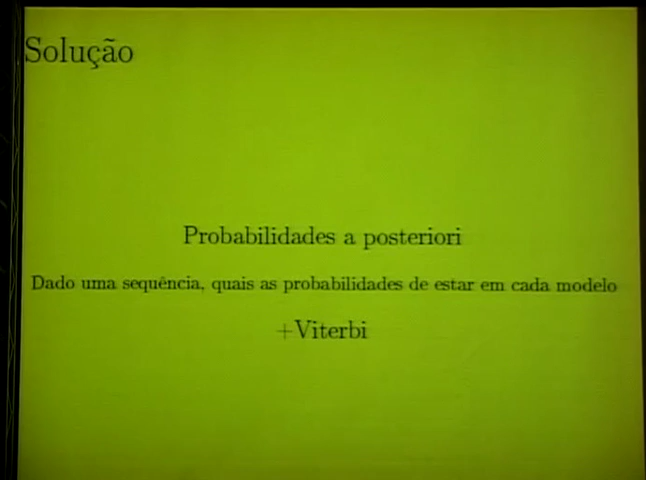 Solução
Probabilidades a posteriori
Dado uma sequência, quais as probabilidades de estar em cada modelo
+Viterbi